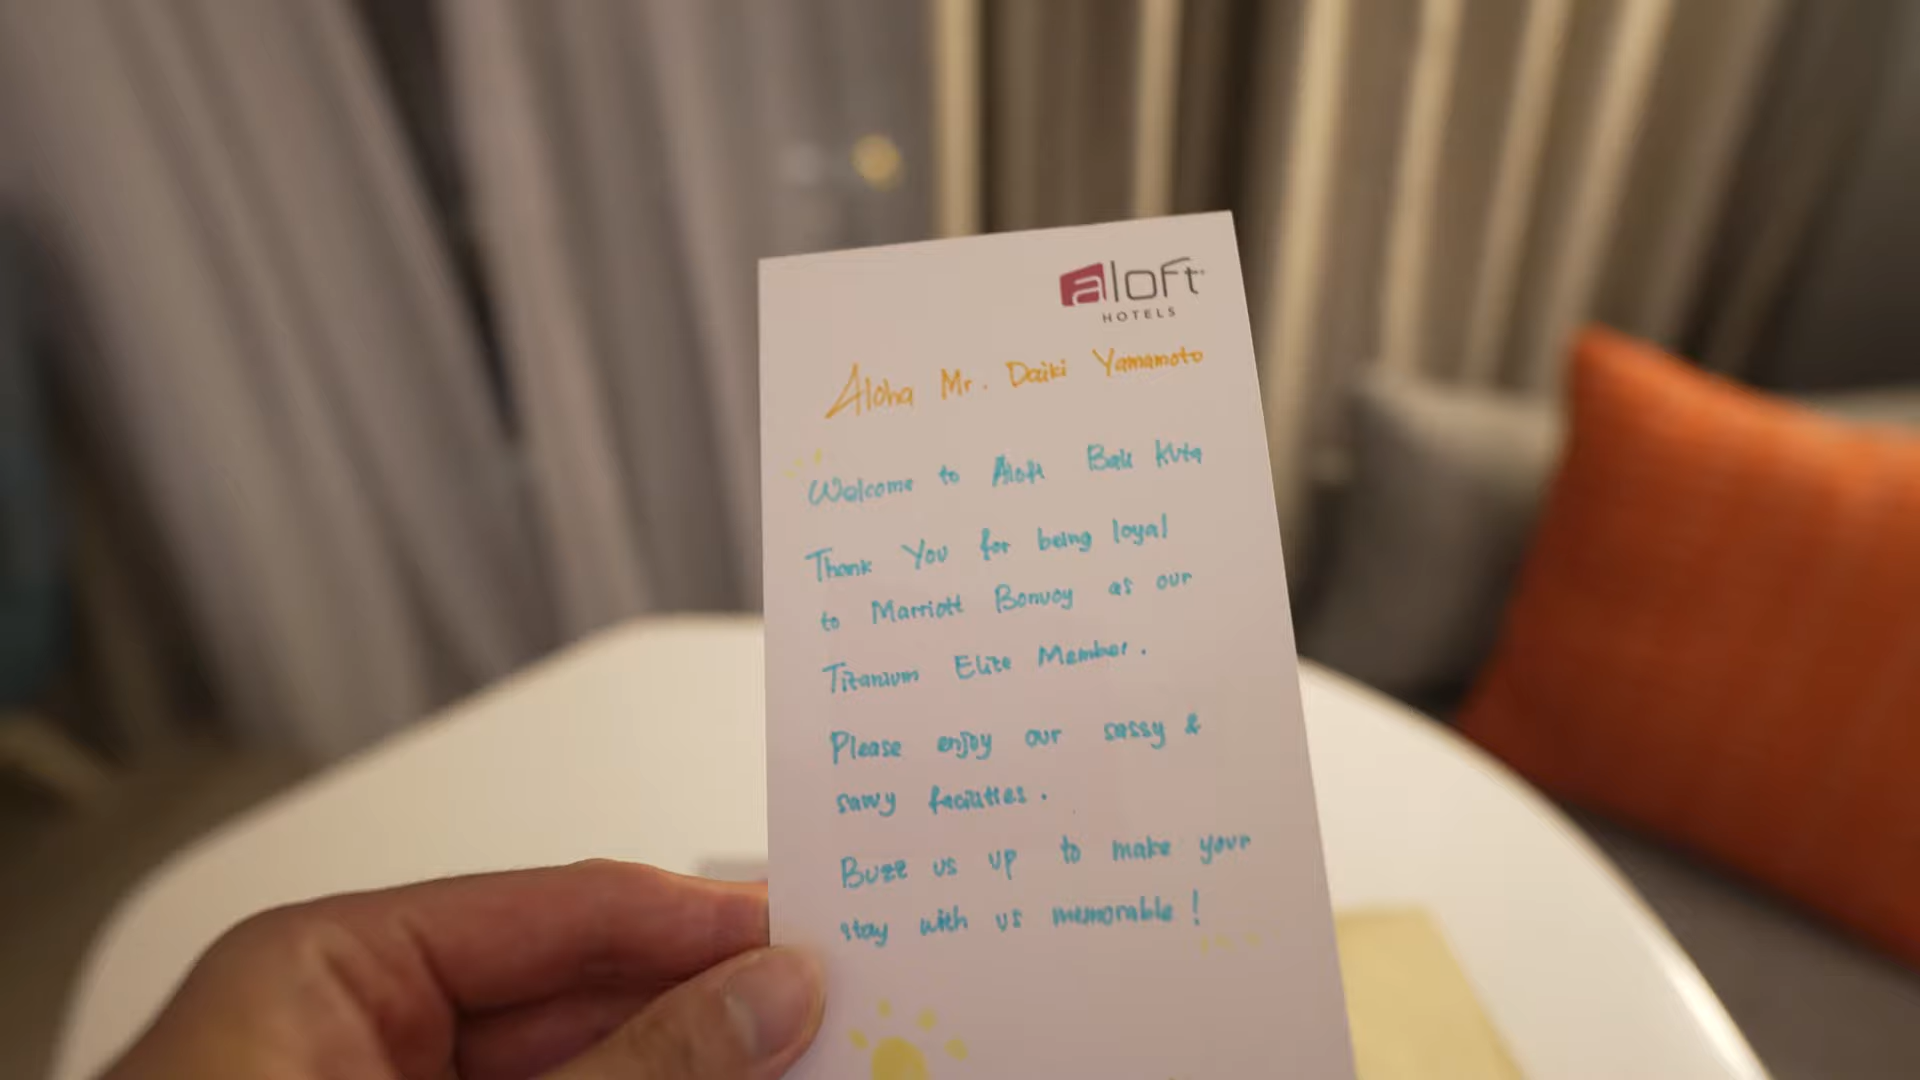 aloft
HOTELS
Aloha Mr. Daiki Yamamoto
Welcome to Aloft Bali Kuta
Thank You for being loyal
to Marriott Bonvoy as our
Titanium Elite Member.
Please enjoy our sassy &
savvy facilities.
Buzz us up to make your
stay with us memorable!